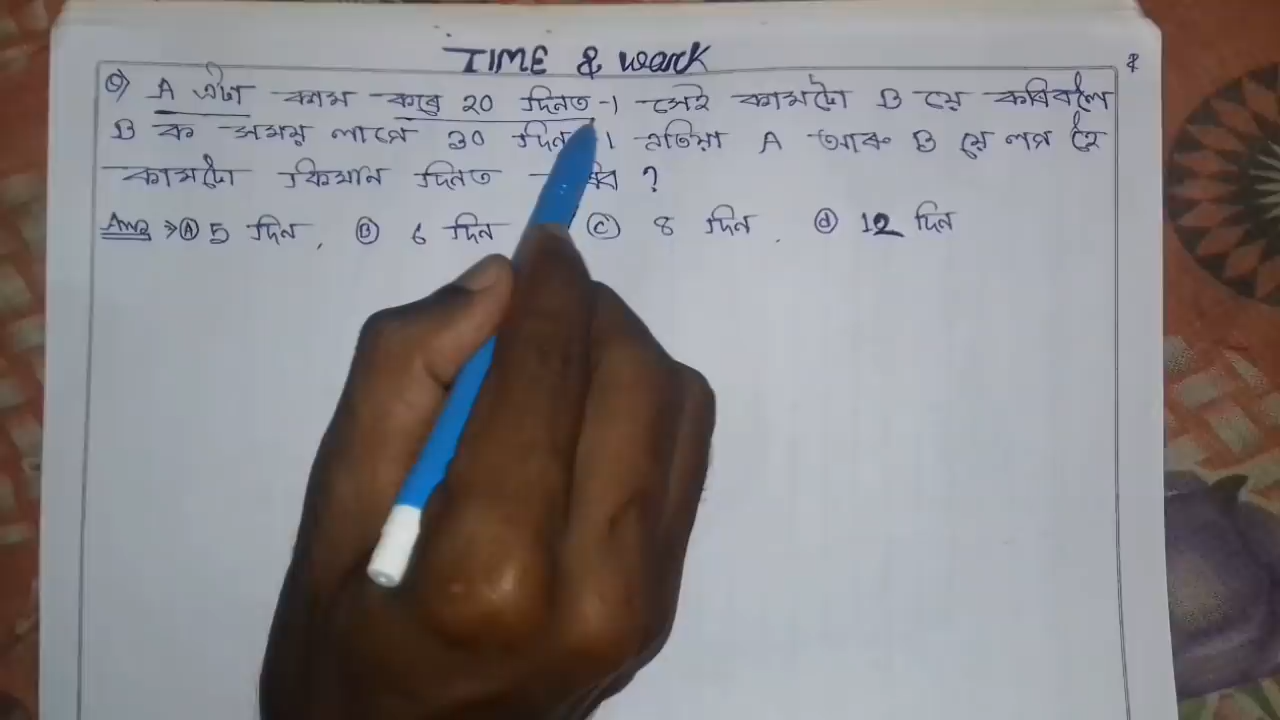 TIME & work
Q) A এটা কাম কৰে 20 দিনত । সেই কামটো B য়ে কৰিবলৈ
B ক সময় লাগে 30 দিন । এতিয়া A আৰু B য়ে লগ হৈ
কামটো কিমান দিনত ?
Ans → Ⓐ 5 দিন , Ⓑ 6 দিন Ⓒ 8 দিন . ⓓ 12 দিন